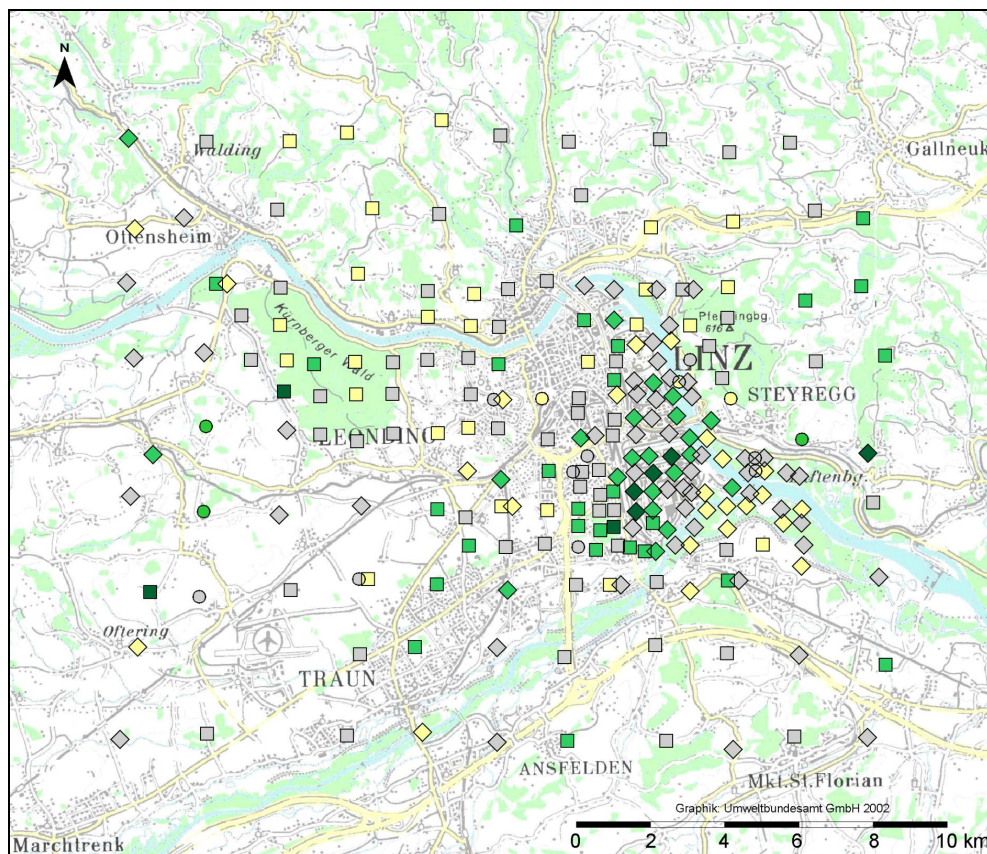 N
Walding
Gallneuk
Ottensheim
Pfenningbg.
616
Kürnberger Wald
LINZ
STEYREGG
LEONDING
Luftenbg.
Oftering
TRAUN
ANSFELDEN
Mkt.St.Florian
Graphik: Umweltbundesamt GmbH 2002
Marchtrenk
0 2 4 6 8 10 km